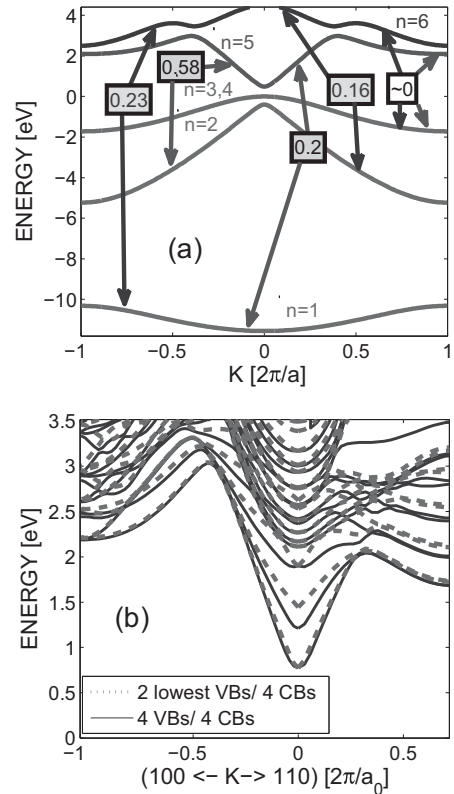 4
2
0
−2
−4
−6
−8
−10
ENERGY [eV]
n=6
n=5
0.58
0.23
n=3,4
n=2
0.16
~0
0.2
(a)
n=1
−1
−0.5
0
0.5
1
K [2π/a]
3.5
3
2.5
2
1.5
1
0.5
0
ENERGY [eV]
(b)
2 lowest VBs/ 4 CBs
4 VBs/ 4 CBs
−1
−0.5
0
0.5
(100 <− K−> 110) [2π/a₀]